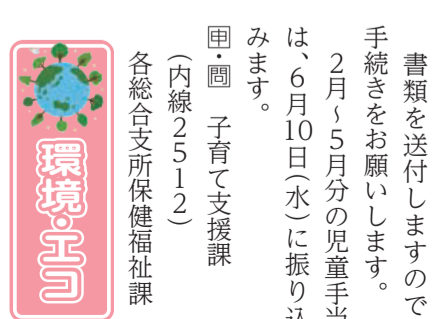 書類を送付しますので
手続きをお願いします。
2月～5月分の児童手当
は、6月10日(水)に振り込
みます。
申・問 子育て支援課
(内線2512)
各総合支所保健福祉課
環境・エコ